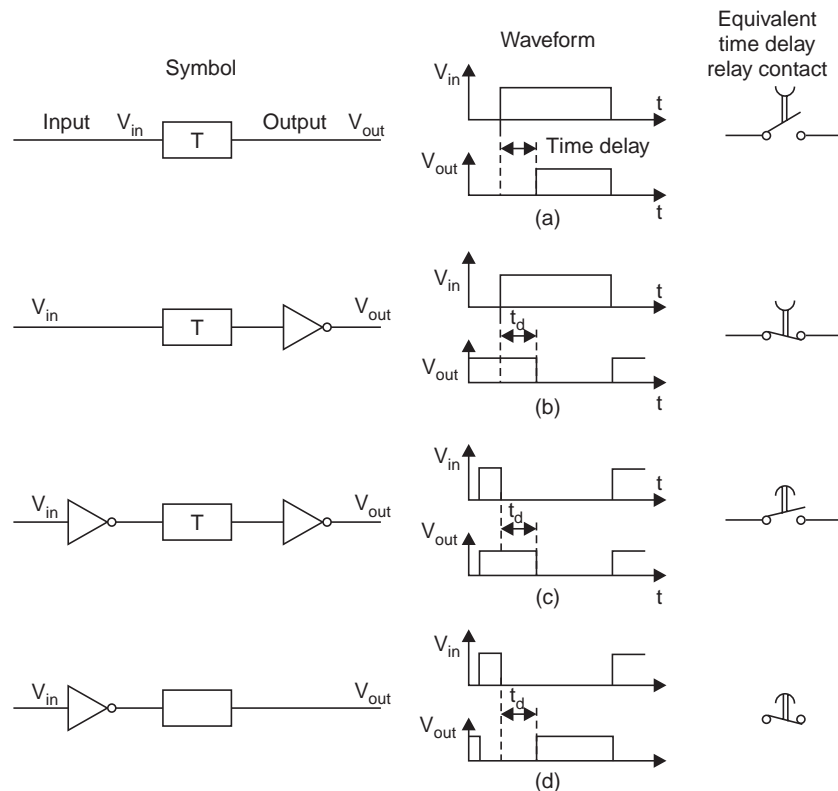 Symbol
Waveform
Equivalent
time delay
relay contact
Input V_in T Output V_out
V_in
t
Time delay
V_out
t
(a)
V_in T V_out
V_in
t
t_d
V_out
t
(b)
V_in T V_out
V_in
t
t_d
V_out
t
(c)
V_in V_out
V_in
t_d
V_out
(d)